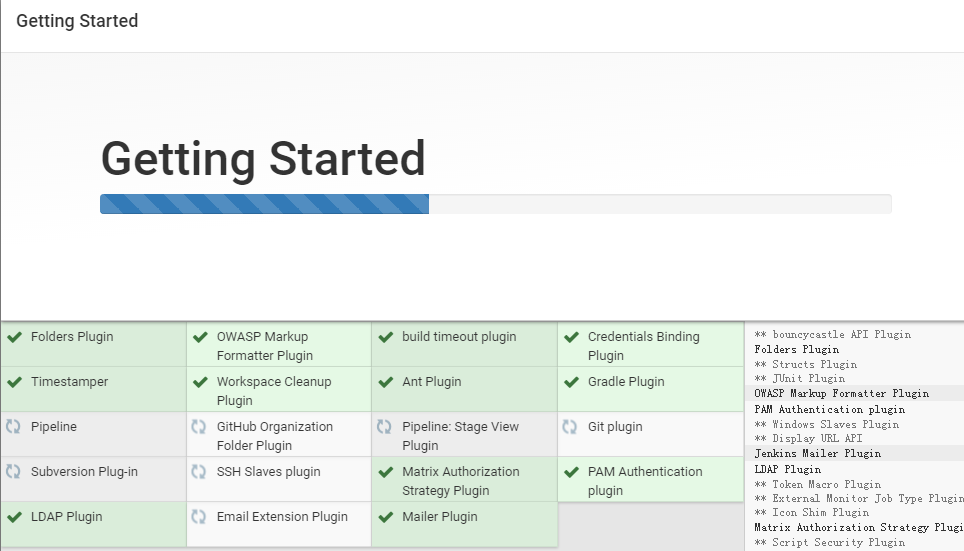 Getting Started
Getting Started
Folders Plugin
OWASP Markup
Formatter Plugin
build timeout plugin
Credentials Binding
Plugin
Timestamper
Workspace Cleanup
Plugin
Ant Plugin
Gradle Plugin
Pipeline
GitHub Organization
Folder Plugin
Pipeline: Stage View
Plugin
Git plugin
Subversion Plug-in
SSH Slaves plugin
Matrix Authorization
Strategy Plugin
PAM Authentication
plugin
LDAP Plugin
Email Extension Plugin
Mailer Plugin
** bouncycastle API Plugin
Folders Plugin
** Structs Plugin
** JUnit Plugin
OWASP Markup Formatter Plugin
PAM Authentication plugin
** Windows Slaves Plugin
** Display URL API
Jenkins Mailer Plugin
LDAP Plugin
** Token Macro Plugin
** External Monitor Job Type Plugin
** Icon Shim Plugin
Matrix Authorization Strategy Plugi
** Script Security Plugin